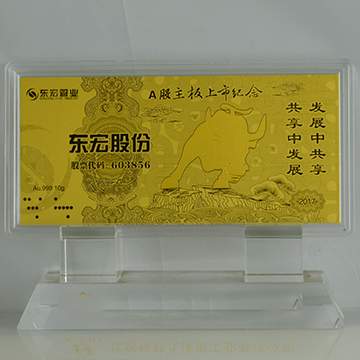 东宏管业
A股主板上市纪念
东宏股份
股票代码: 603856
发展中共享
共享中发展
Au.999 10g
2017